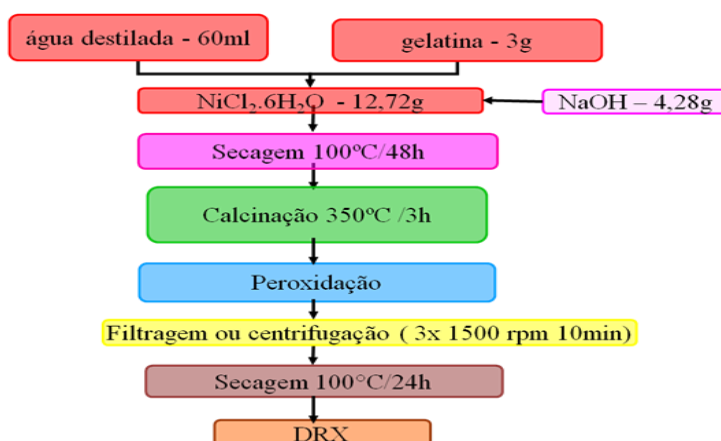 água destilada - 60ml
gelatina - 3g
NiCl₂.6H₂O - 12,72g
NaOH – 4,28g
Secagem 100ºC/48h
Calcinação 350ºC /3h
Peroxidação
Filtragem ou centrifugação ( 3x 1500 rpm 10min)
Secagem 100°C/24h
DRX